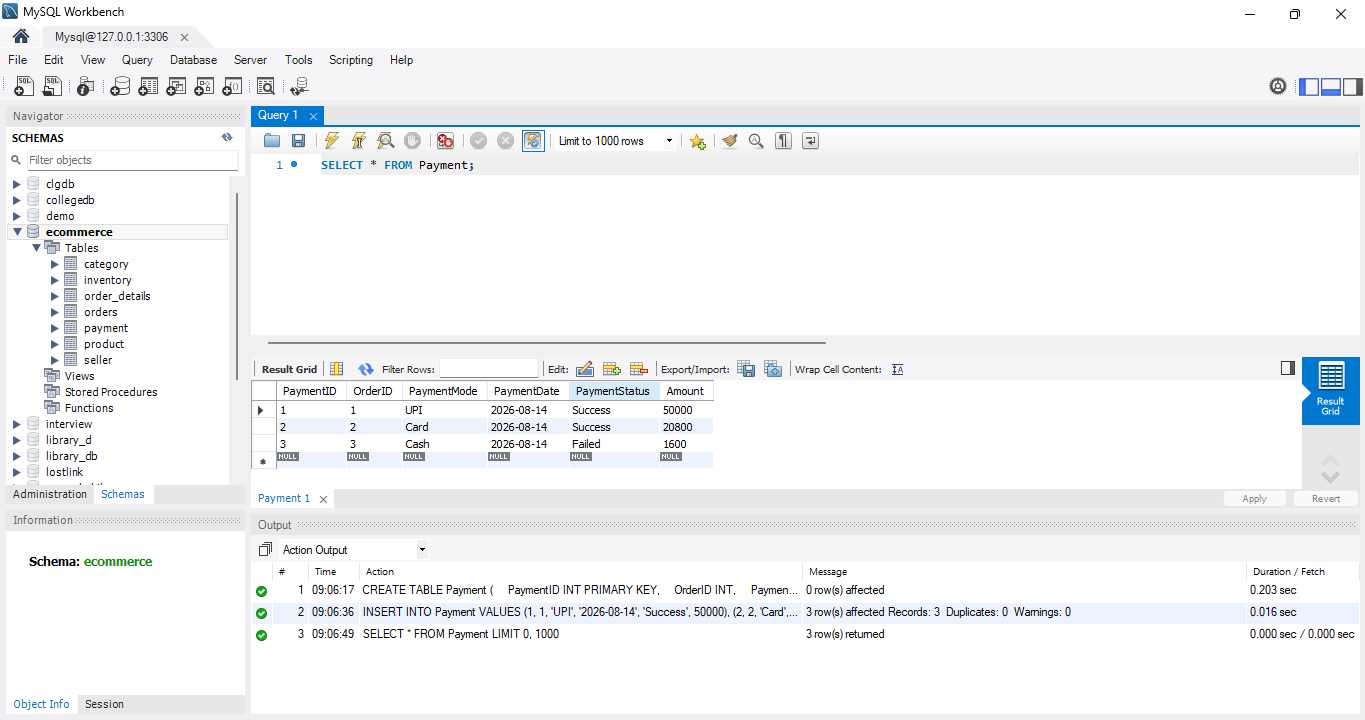 MySQL Workbench
Mysql@127.0.0.1:3306
File Edit View Query Database Server Tools Scripting Help
Navigator
SCHEMAS
Filter objects
clgdb
collegedb
demo
ecommerce
Tables
category
inventory
order_details
orders
payment
product
seller
Views
Stored Procedures
Functions
interview
library_d
library_db
lostlink
Administration Schemas
Information
Schema: ecommerce
Object Info Session
Query 1
Limit to 1000 rows
1 SELECT * FROM Payment;
Result Grid Filter Rows: Edit: Export/Import: Wrap Cell Content:
PaymentID OrderID PaymentMode PaymentDate PaymentStatus Amount
1 1 UPI 2026-08-14 Success 50000
2 2 Card 2026-08-14 Success 20800
3 3 Cash 2026-08-14 Failed 1600
NULL NULL NULL NULL NULL NULL
Result
Grid
Payment 1 Apply Revert
Output
Action Output
# Time Action Message Duration / Fetch
1 09:06:17 CREATE TABLE Payment ( PaymentID INT PRIMARY KEY, OrderID INT, Paymen... 0 row(s) affected 0.203 sec
2 09:06:36 INSERT INTO Payment VALUES (1, 1, 'UPI', '2026-08-14', 'Success', 50000), (2, 2, 'Card',... 3 row(s) affected Records: 3 Duplicates: 0 Warnings: 0 0.016 sec
3 09:06:49 SELECT * FROM Payment LIMIT 0, 1000 3 row(s) returned 0.000 sec / 0.000 sec